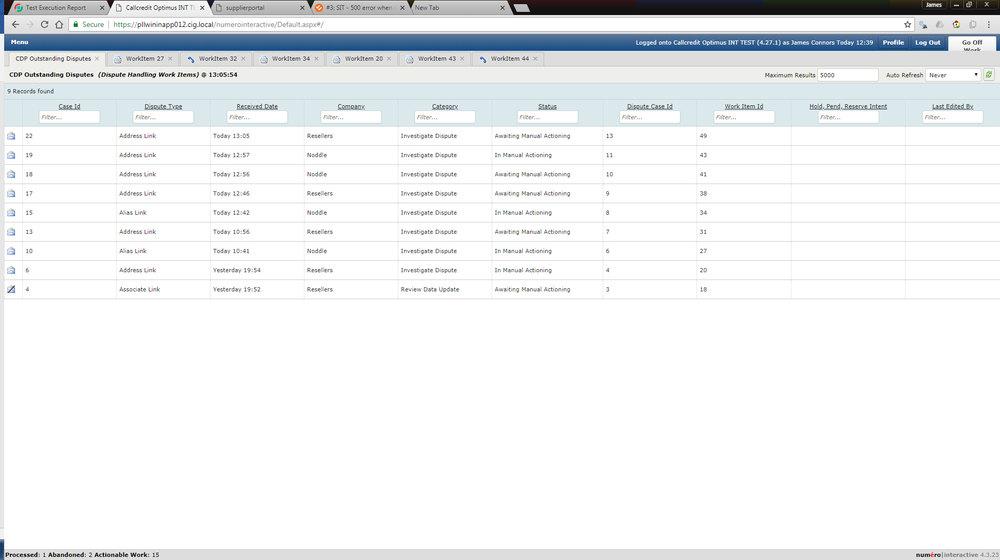 Test Execution Report
Callcredit Optimus INT TE
supplierportal
#3: SIT - 500 error when
New Tab
James
Secure
https://pllwininapp012.cig.local/numerointeractive/Default.aspx#/
Menu
Logged onto Callcredit Optimus INT TEST (4.27.1) as James Connors Today 12:39
Profile
Log Out
Go Off Work
CDP Outstanding Disputes
WorkItem 27
WorkItem 32
WorkItem 34
WorkItem 20
WorkItem 43
WorkItem 44
CDP Outstanding Disputes (Dispute Handling Work Items) @ 13:05:54
Maximum Results 5000
Auto Refresh Never
9 Records found
Case Id Dispute Type Received Date Company Category Status Dispute Case Id Work Item Id Hold, Pend, Reserve Intent Last Edited By
Filter... Filter... Filter... Filter... Filter... Filter... Filter... Filter... Filter... Filter...
22 Address Link Today 13:05 Resellers Investigate Dispute Awaiting Manual Actioning 13 49
19 Address Link Today 12:57 Noddle Investigate Dispute In Manual Actioning 11 43
18 Address Link Today 12:56 Noddle Investigate Dispute Awaiting Manual Actioning 10 41
17 Address Link Today 12:46 Resellers Investigate Dispute Awaiting Manual Actioning 9 38
15 Alias Link Today 12:42 Noddle Investigate Dispute In Manual Actioning 8 34
13 Address Link Today 10:56 Resellers Investigate Dispute Awaiting Manual Actioning 7 31
10 Alias Link Today 10:41 Noddle Investigate Dispute In Manual Actioning 6 27
6 Address Link Yesterday 19:54 Resellers Investigate Dispute In Manual Actioning 4 20
4 Associate Link Yesterday 19:52 Resellers Review Data Update Awaiting Manual Actioning 3 18
Processed: 1 Abandoned: 2 Actionable Work: 15
numéro|interactive 4.3.23